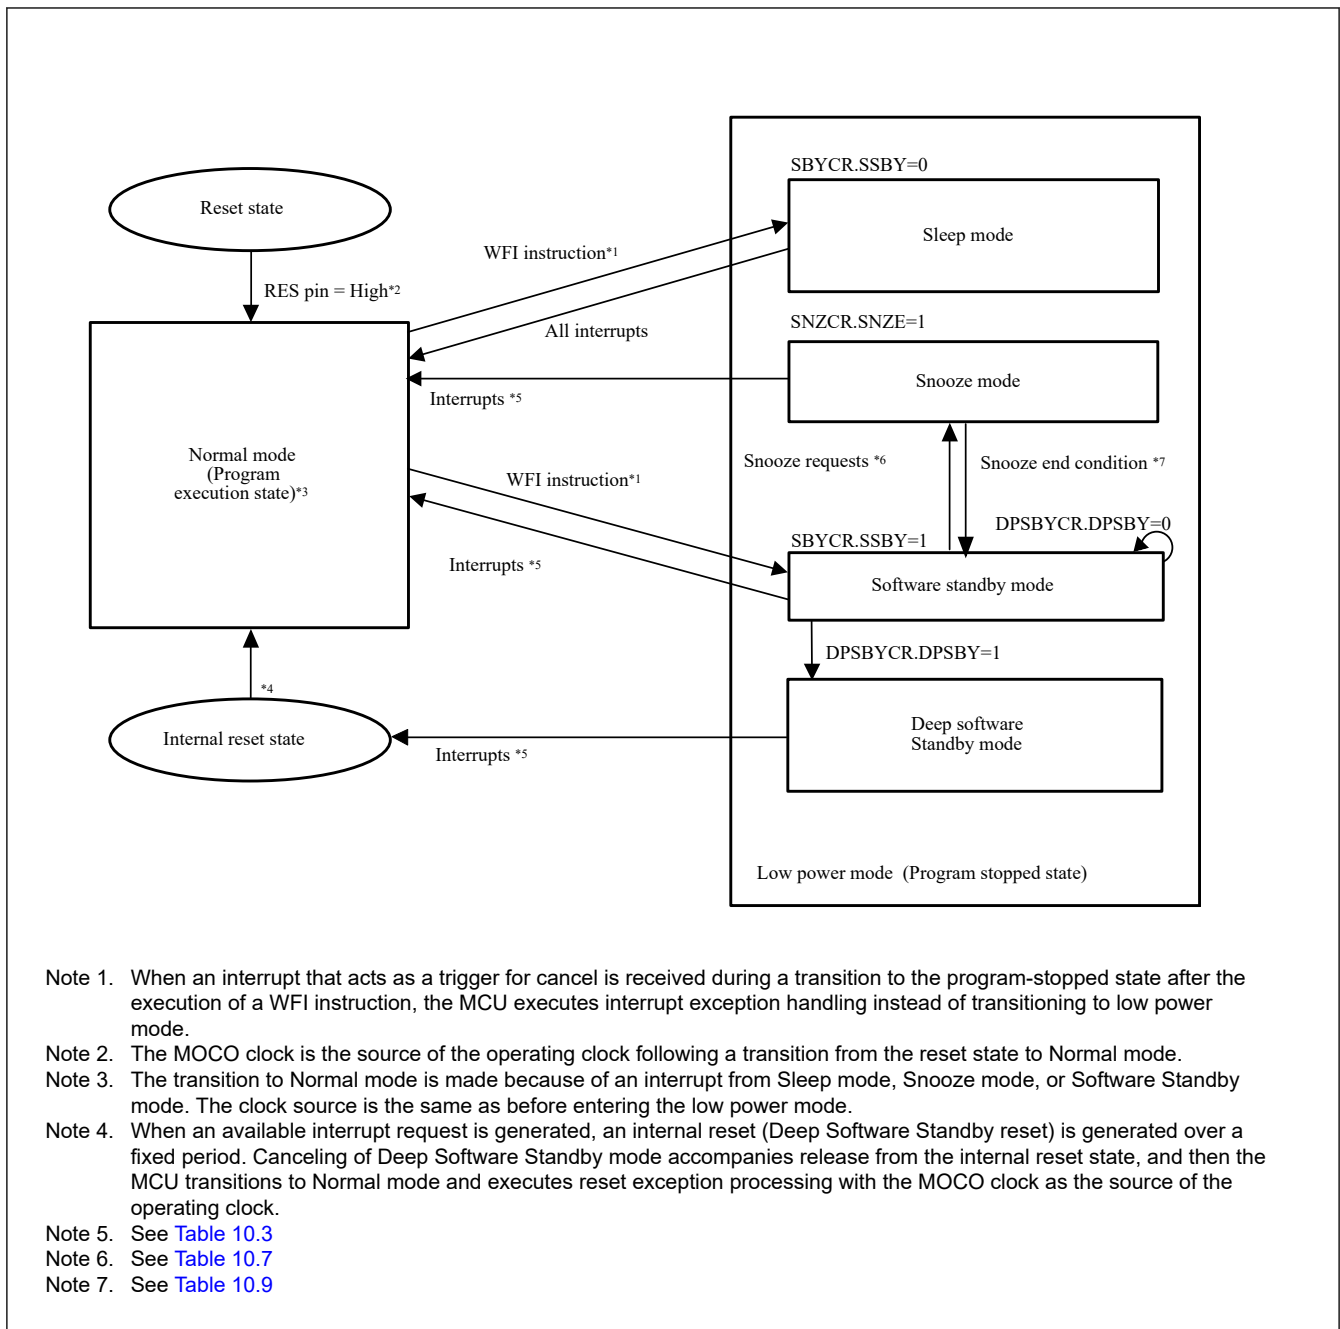 SBYCR.SSBY=0
Reset state
Sleep mode
WFI instruction*1
RES pin = High*2
All interrupts
SNZCR.SNZE=1
Snooze mode
Interrupts *5
Normal mode
(Program
execution state)*3
Snooze requests *6
Snooze end condition *7
WFI instruction*1
DPSBYCR.DPSBY=0
SBYCR.SSBY=1
Interrupts *5
Software standby mode
DPSBYCR.DPSBY=1
*4
Internal reset state
Deep software
Standby mode
Interrupts *5
Low power mode (Program stopped state)
Note 1. When an interrupt that acts as a trigger for cancel is received during a transition to the program-stopped state after the
execution of a WFI instruction, the MCU executes interrupt exception handling instead of transitioning to low power
mode.
Note 2. The MOCO clock is the source of the operating clock following a transition from the reset state to Normal mode.
Note 3. The transition to Normal mode is made because of an interrupt from Sleep mode, Snooze mode, or Software Standby
mode. The clock source is the same as before entering the low power mode.
Note 4. When an available interrupt request is generated, an internal reset (Deep Software Standby reset) is generated over a
fixed period. Canceling of Deep Software Standby mode accompanies release from the internal reset state, and then the
MCU transitions to Normal mode and executes reset exception processing with the MOCO clock as the source of the
operating clock.
Note 5. See Table 10.3
Note 6. See Table 10.7
Note 7. See Table 10.9